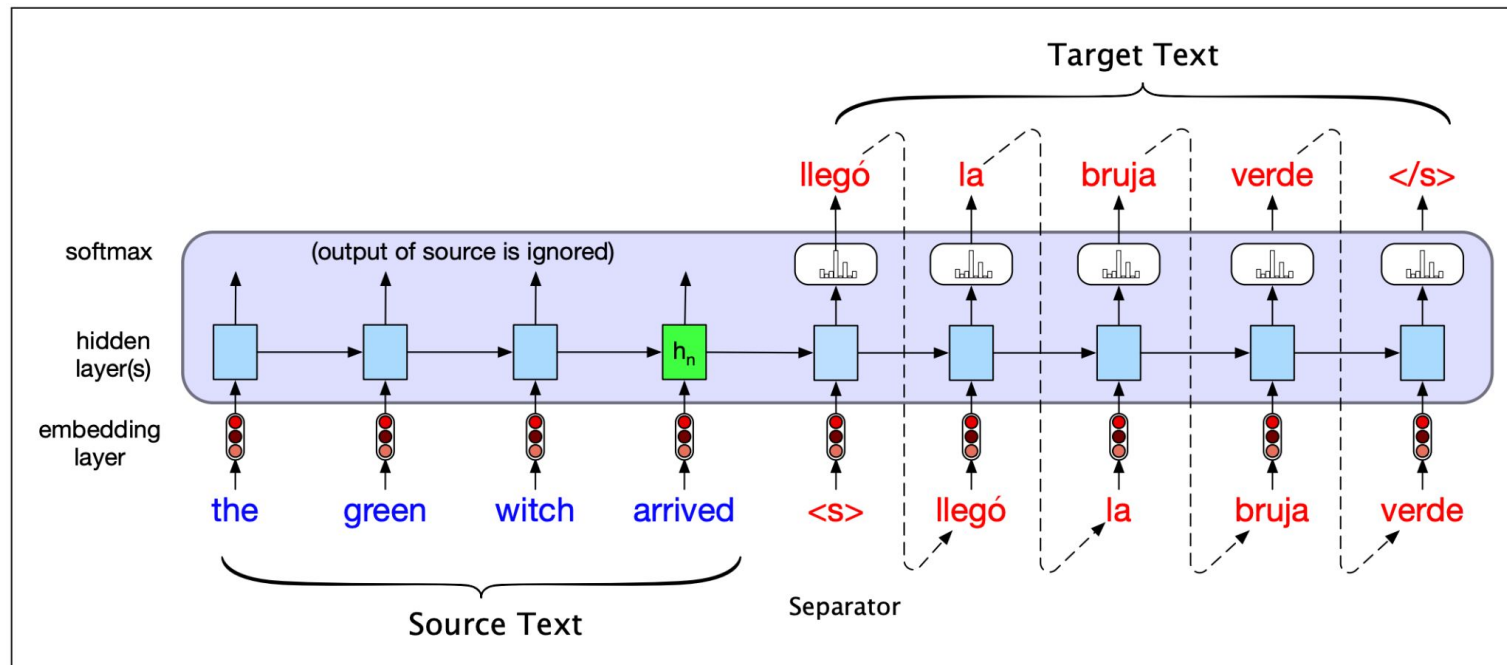 Target Text
llegó la bruja verde </s>
softmax
(output of source is ignored)
hidden
layer(s)
hn
embedding
layer
the green witch arrived <s> llegó la bruja verde
Separator
Source Text